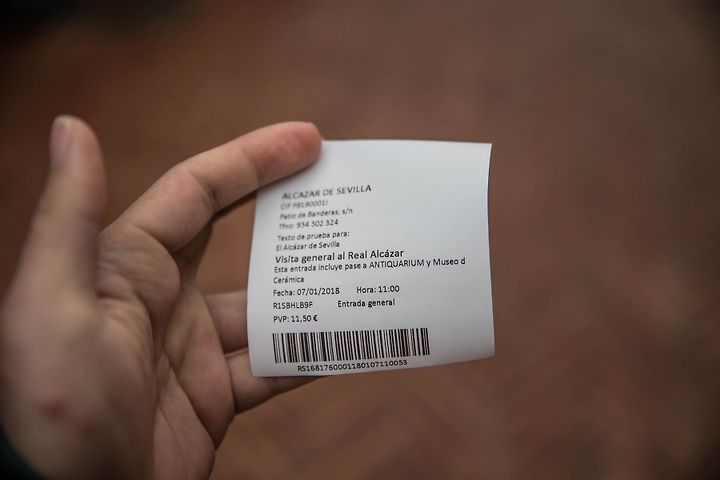 ALCAZAR DE SEVILLA
CIF P9190001I
Patio de Banderas, s/n
Tfno: 954 502 324
Texto de prueba para:
El Alcázar de Sevilla
Visita general al Real Alcázar
Esta entrada incluye pase a ANTIQUARIUM y Museo d
Cerámica
Fecha: 07/01/2018 Hora: 11:00
R1SBHLB9F Entrada general
PVP: 11,50 €
RS1681760001180107110053